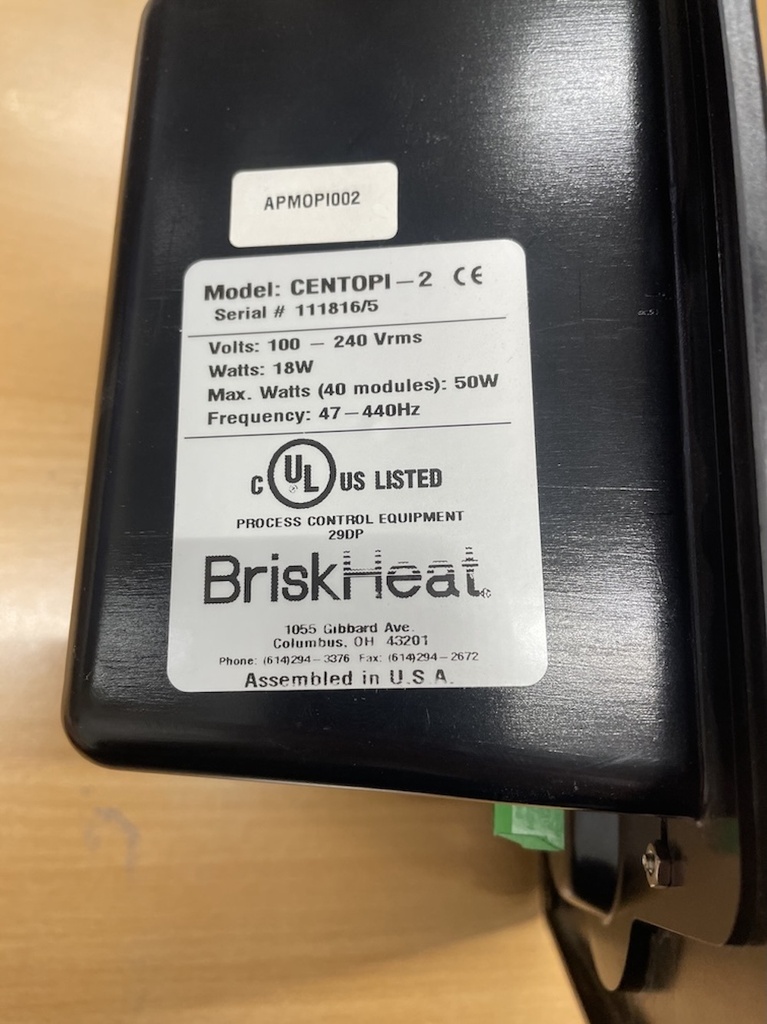 APMOPI002
Model: CENTOPI-2 CE
Serial # 111816/5
Volts: 100 - 240 Vrms
Watts: 18W
Max. Watts (40 modules): 50W
Frequency: 47-440Hz
C UL US LISTED
PROCESS CONTROL EQUIPMENT
29DP
BriskHeat
1055 Gibbard Ave.
Columbus, OH 43201
Phone: (614)294-3376 Fax: (614)294-2672
Assembled in U.S.A.